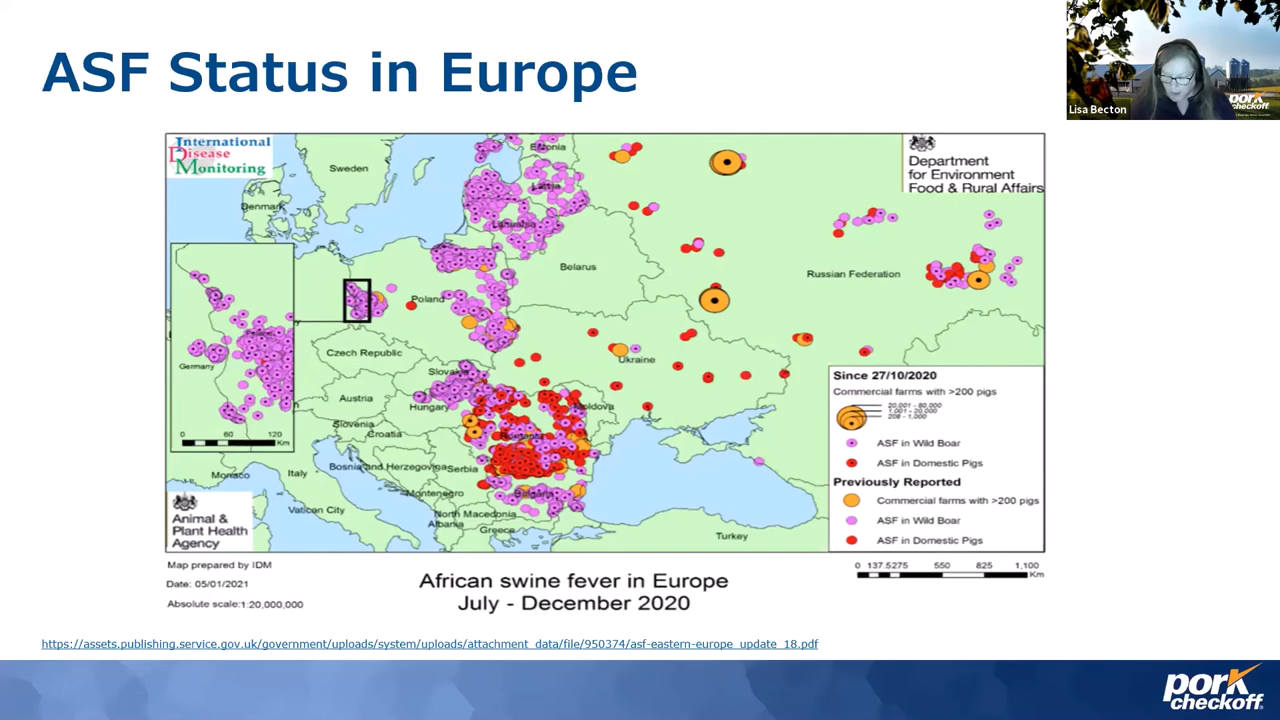 ASF Status in Europe
Lisa Becton
pork
checkoff
International
Disease
Monitoring
Department
for Environment
Food & Rural Affairs
Estonia
Latvia
Lithuania
Sweden
Denmark
Belarus
Russian Federation
Poland
Germany
0 60 120
Km
Czech Republic
Ukraine
Slovakia
Austria
Hungary
Moldova
Slovenia
Croatia
Romania
Bosnia and Herzegovina
Serbia
Monaco
Italy
Montenegro
Bulgaria
Vatican City
North Macedonia
Albania
Greece
Turkey
Since 27/10/2020
Commercial farms with >200 pigs
20,001 - 80,000
1,001 - 20,000
208 - 1,000
ASF in Wild Boar
ASF in Domestic Pigs
Previously Reported
Commercial farms with >200 pigs
ASF in Wild Boar
ASF in Domestic Pigs
Animal &
Plant Health
Agency
Map prepared by IDM
Date: 05/01/2021
Absolute scale:1:20,000,000
African swine fever in Europe
July - December 2020
0 137.5275 550 825 1,100
Km
https://assets.publishing.service.gov.uk/government/uploads/system/uploads/attachment_data/file/950374/asf-eastern-europe_update_18.pdf
pork
checkoff